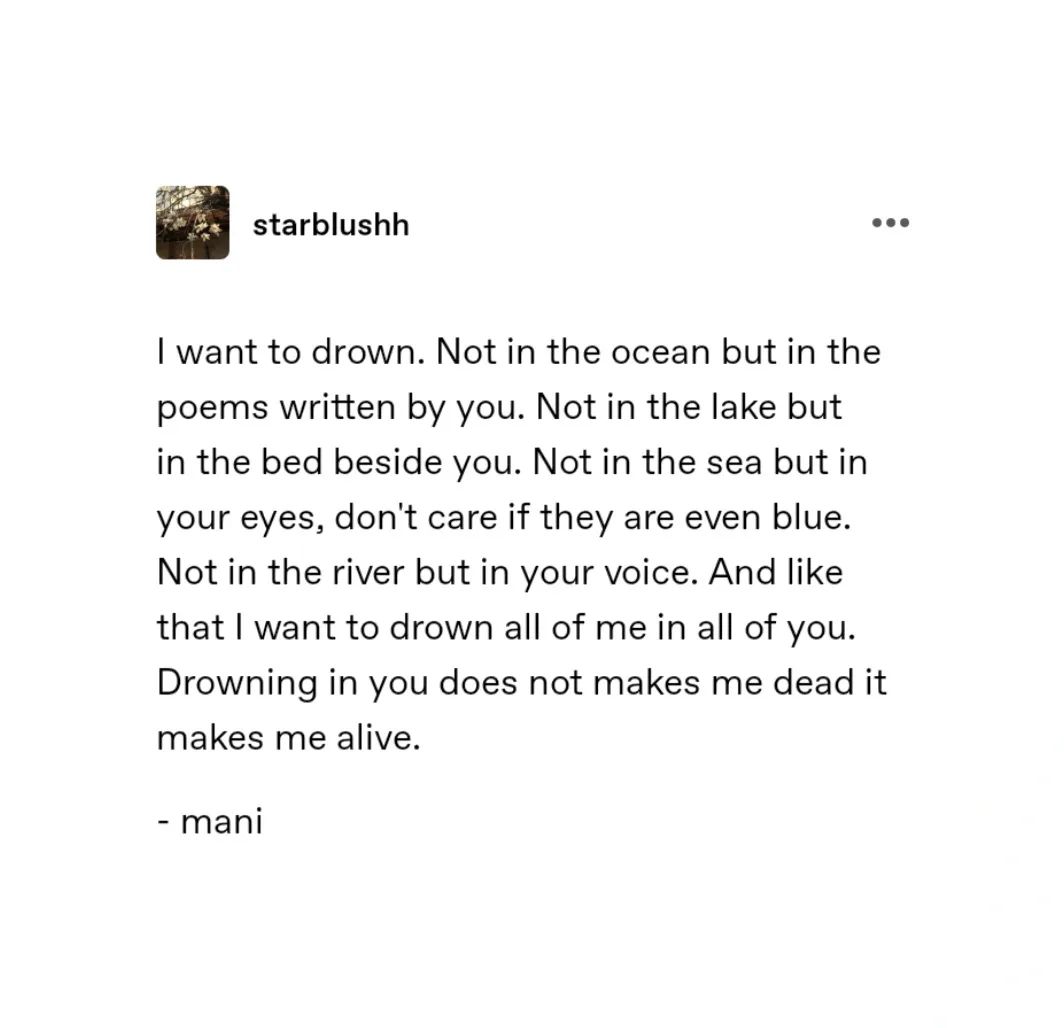 starblushh
I want to drown. Not in the ocean but in the
poems written by you. Not in the lake but
in the bed beside you. Not in the sea but in
your eyes, don't care if they are even blue.
Not in the river but in your voice. And like
that I want to drown all of me in all of you.
Drowning in you does not makes me dead it
makes me alive.
- mani